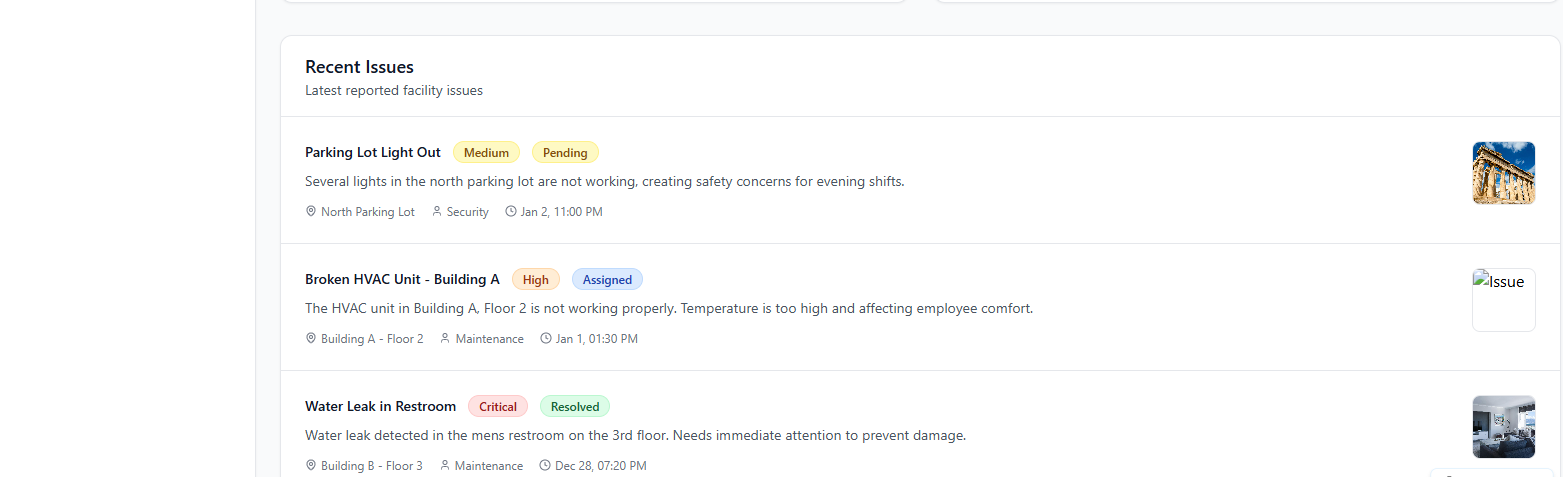 Recent Issues
Latest reported facility issues
Parking Lot Light Out Medium Pending
Several lights in the north parking lot are not working, creating safety concerns for evening shifts.
North Parking Lot Security Jan 2, 11:00 PM
Broken HVAC Unit - Building A High Assigned
Issue
The HVAC unit in Building A, Floor 2 is not working properly. Temperature is too high and affecting employee comfort.
Building A - Floor 2 Maintenance Jan 1, 01:30 PM
Water Leak in Restroom Critical Resolved
Water leak detected in the mens restroom on the 3rd floor. Needs immediate attention to prevent damage.
Building B - Floor 3 Maintenance Dec 28, 07:20 PM